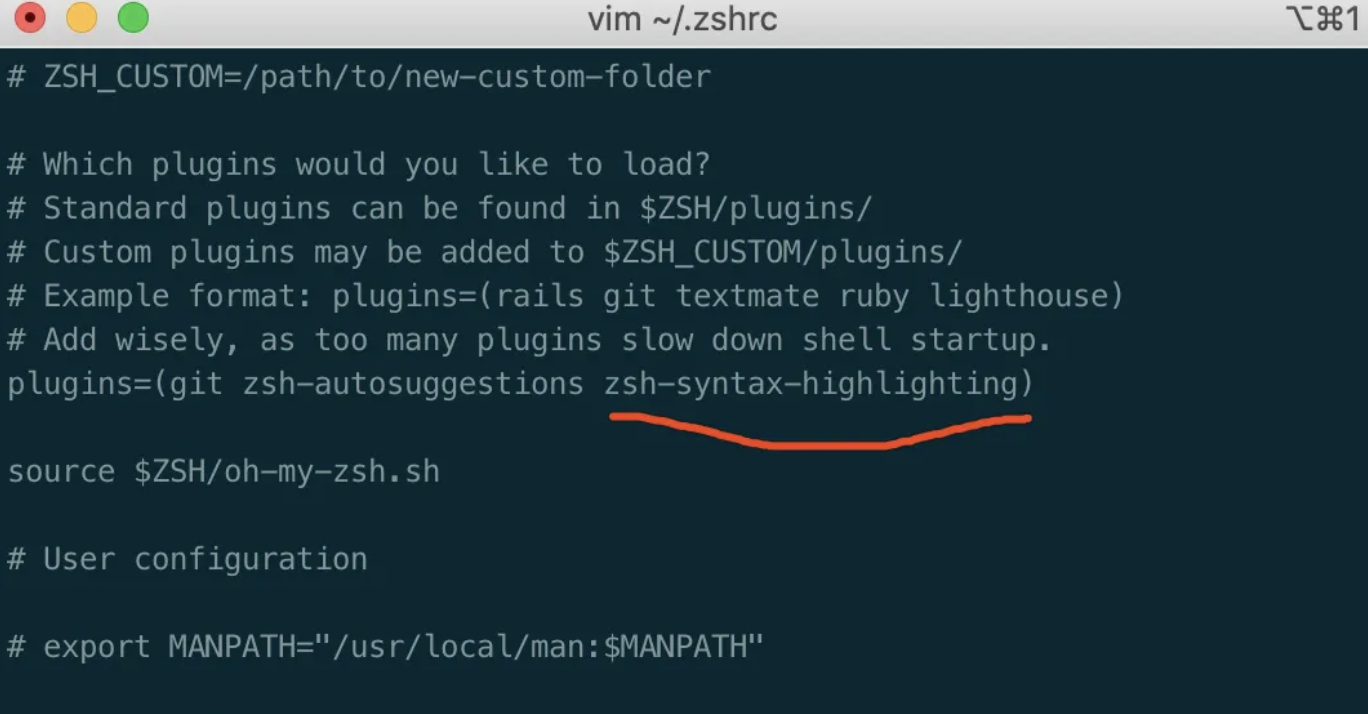 vim ~/.zshrc
⌥⌘1
# ZSH_CUSTOM=/path/to/new-custom-folder
# Which plugins would you like to load?
# Standard plugins can be found in $ZSH/plugins/
# Custom plugins may be added to $ZSH_CUSTOM/plugins/
# Example format: plugins=(rails git textmate ruby lighthouse)
# Add wisely, as too many plugins slow down shell startup.
plugins=(git zsh-autosuggestions zsh-syntax-highlighting)
source $ZSH/oh-my-zsh.sh
# User configuration
# export MANPATH="/usr/local/man:$MANPATH"